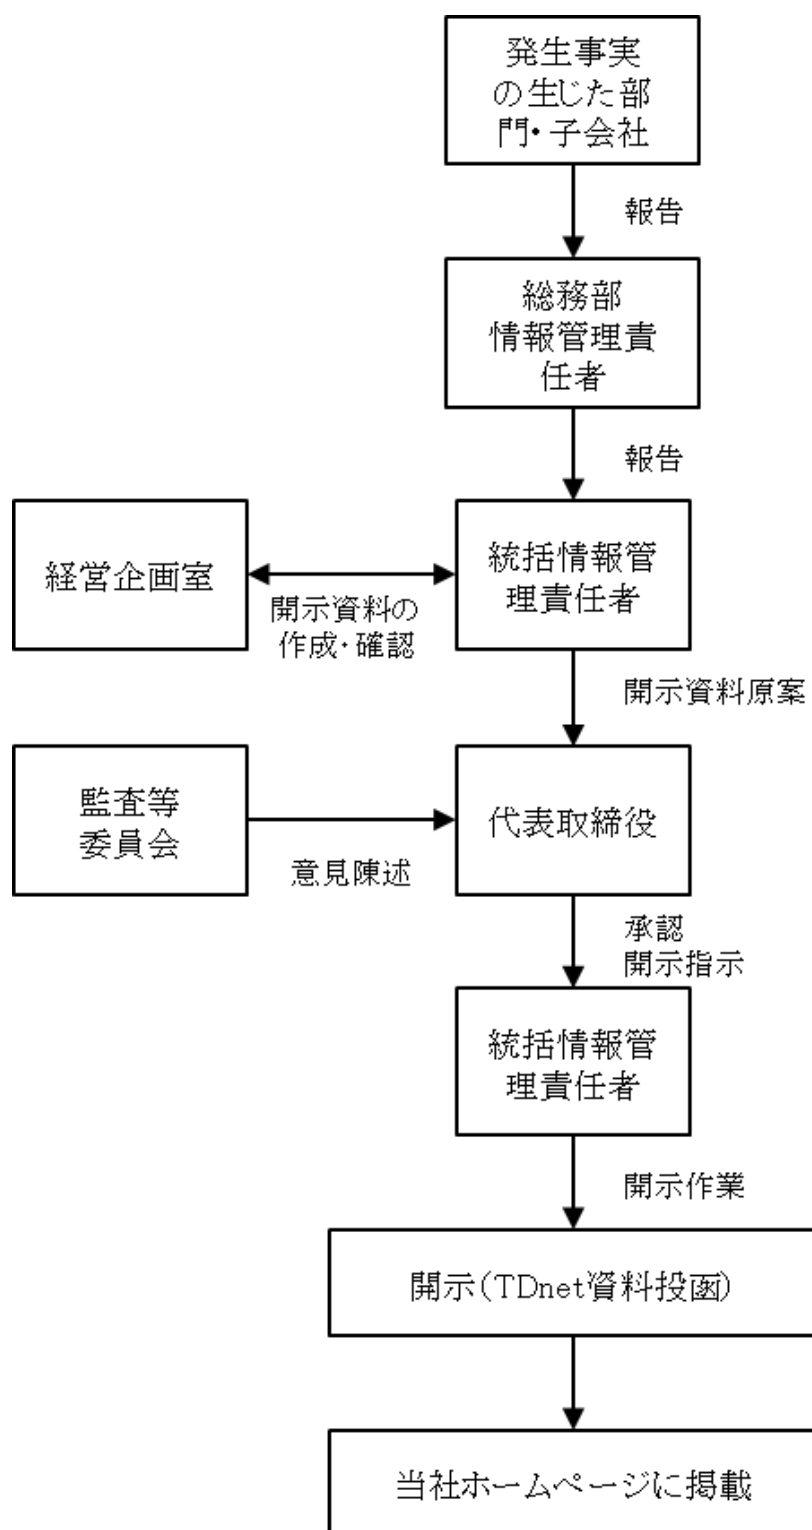 発生事実
の生じた部
門・子会社
報告
総務部
情報管理責
任者
報告
経営企画室
統括情報管
理責任者
開示資料の
作成・確認
開示資料原案
監査等
委員会
代表取締役
意見陳述
承認
開示指示
統括情報管
理責任者
開示作業
開示(TDnet資料投函)
当社ホームページに掲載